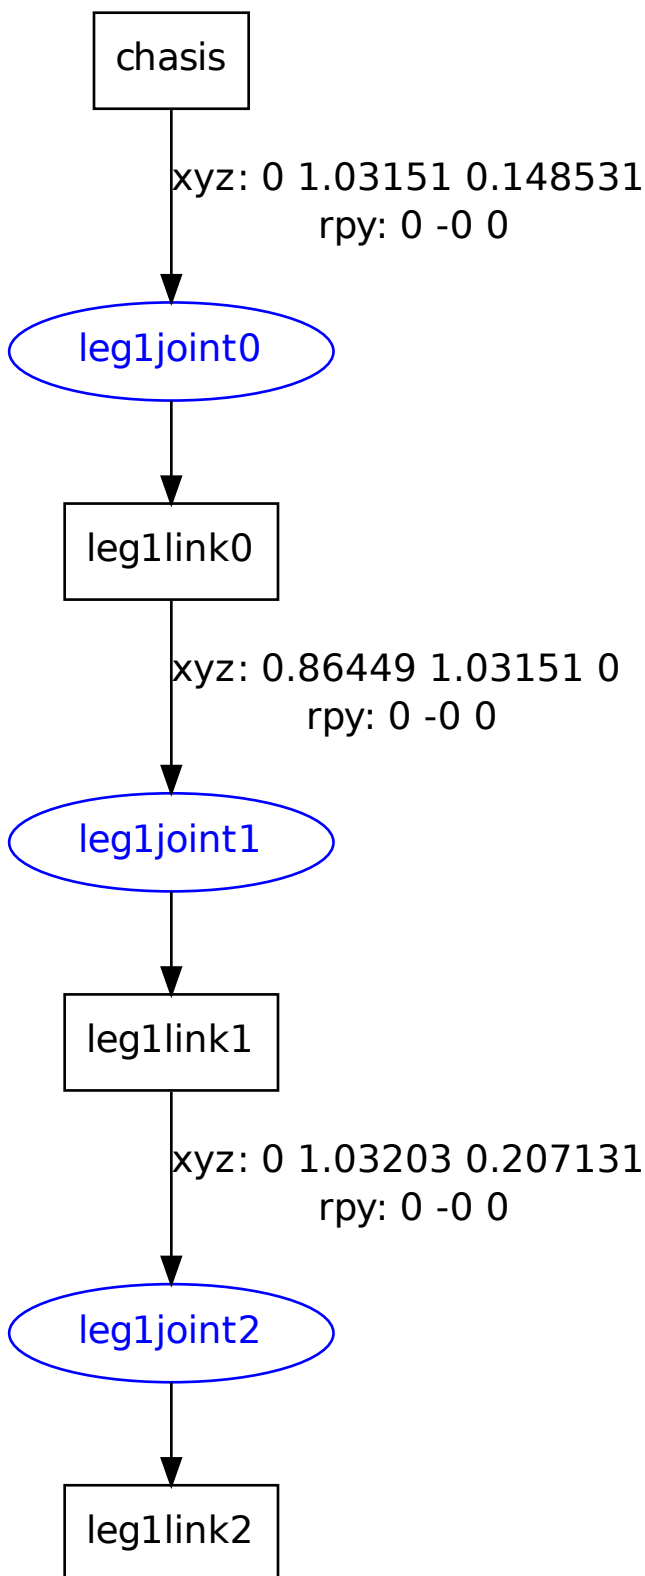 chasis
xyz: 0 1.03151 0.148531
rpy: 0 -0 0
leg1joint0
leg1link0
xyz: 0.86449 1.03151 0
rpy: 0 -0 0
leg1joint1
leg1link1
xyz: 0 1.03203 0.207131
rpy: 0 -0 0
leg1joint2
leg1link2